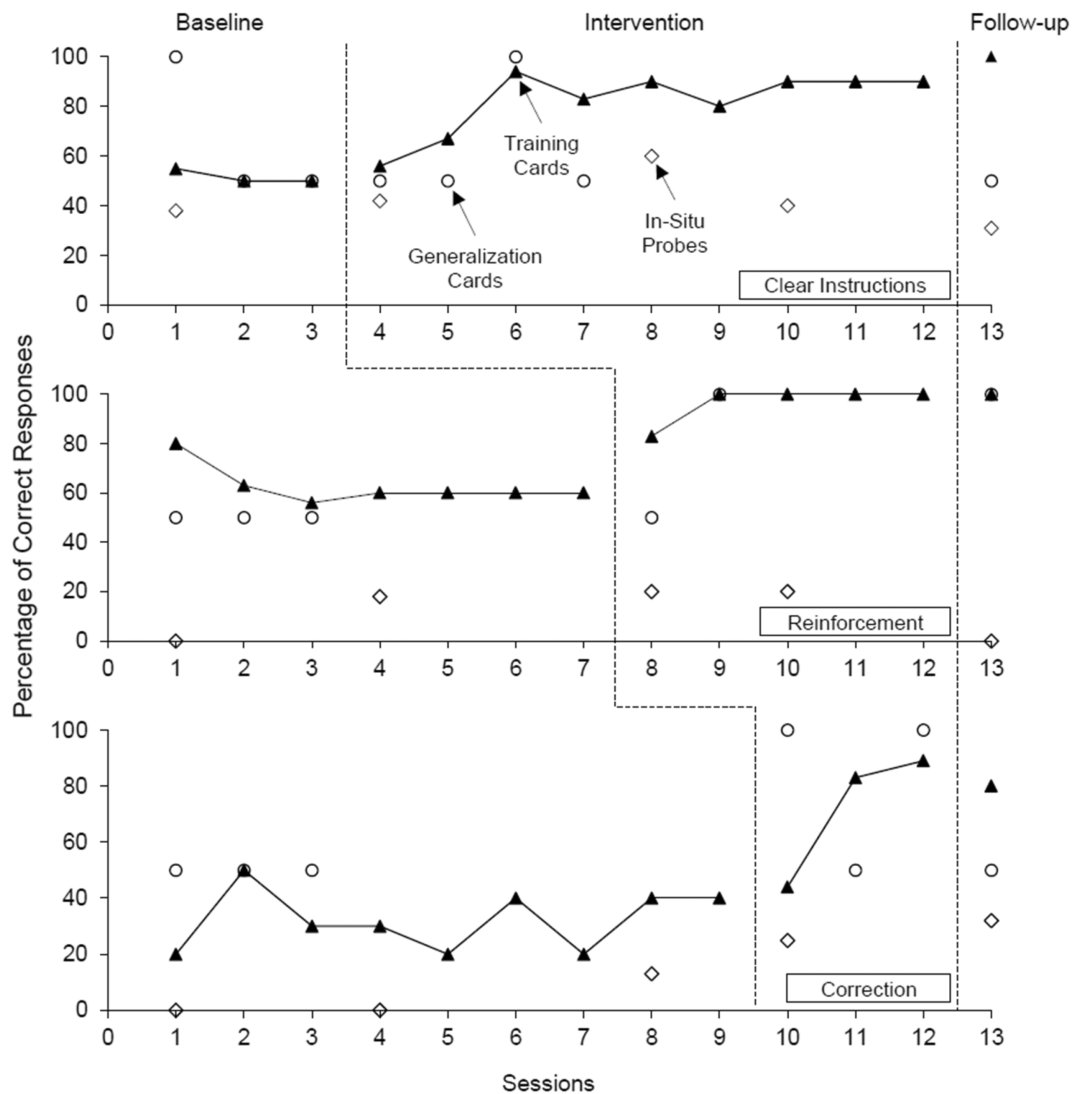 Baseline Intervention Follow-up
100
80
60
40
20
0
Training
Cards
Generalization
Cards
In-Situ
Probes
Clear Instructions
0 1 2 3 4 5 6 7 8 9 10 11 12 13
Percentage of Correct Responses
100
80
60
40
20
0
Reinforcement
0 1 2 3 4 5 6 7 8 9 10 11 12 13
100
80
60
40
20
0
Correction
0 1 2 3 4 5 6 7 8 9 10 11 12 13
Sessions